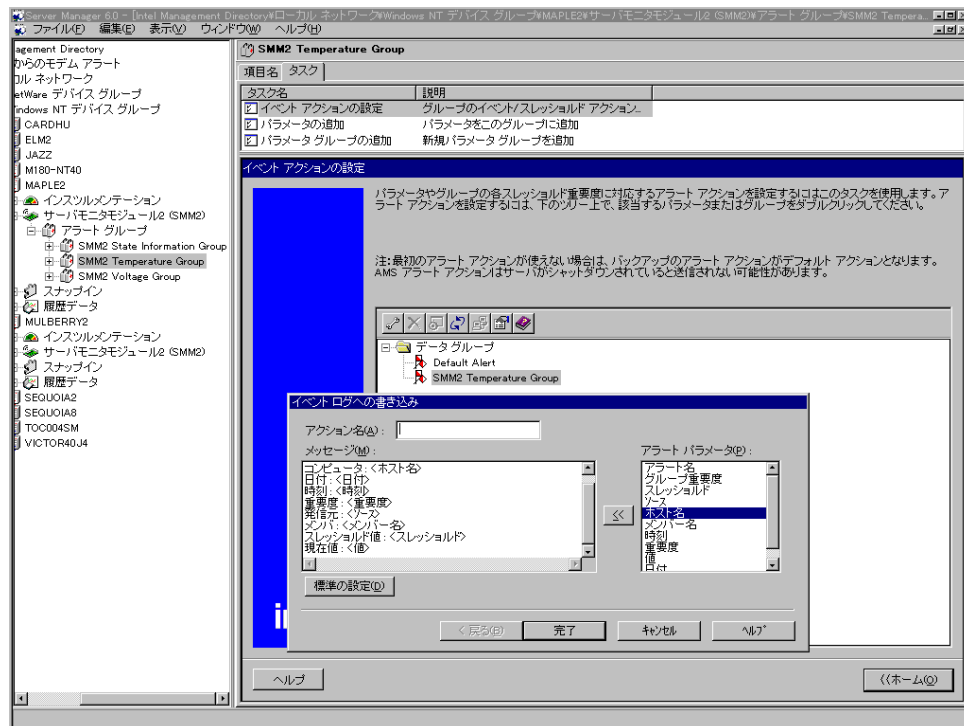 Server Manager 6.0 - [Intel Management Directory¥ローカル ネットワーク¥Windows NT デバイス グループ¥MAPLE2¥サーバモニタモジュール2 (SMM2)¥アラート グループ¥SMM2 Tempera...
ファイル(F) 編集(E) 表示(V) ウィンドウ(W) ヘルプ(H)
agement Directory
からのモデム アラート
カル ネットワーク
etWare デバイス グループ
indows NT デバイス グループ
CARDHU
ELM2
JAZZ
M180-NT40
MAPLE2
インスツルメンテーション
サーバモニタモジュール2 (SMM2)
アラート グループ
SMM2 State Information Group
SMM2 Temperature Group
SMM2 Voltage Group
スナップイン
履歴データ
MULBERRY2
インスツルメンテーション
サーバモニタモジュール2 (SMM2)
スナップイン
履歴データ
SEQUOIA2
SEQUOIA8
TOC004SM
VICTOR40J4
SMM2 Temperature Group
項目名 タスク
タスク名 説明
イベント アクションの設定 グループのイベント/スレッショルド アクション...
パラメータの追加 パラメータをこのグループに追加
パラメータ グループの追加 新規パラメータ グループを追加
イベント アクションの設定
パラメータやグループの各スレッショルド重要度に対応するアラート アクションを設定するにはこのタスクを使用します。ア
ラート アクションを設定するには、下のツリー上で、該当するパラメータまたはグループをダブルクリックしてください。
注:最初のアラート アクションが使えない場合は、バックアップのアラート アクションがデフォルト アクションとなります。
AMS アラート アクションはサーバがシャットダウンされていると送信されない可能性があります。
データ グループ
Default Alert
SMM2 Temperature Group
イベント ログへの書き込み
アクション名(A):
メッセージ(M):
コンピュータ:<ホスト名>
日付:<日付>
時刻:<時刻>
重要度:<重要度>
発信元:<ソース>
メンバ:<メンバー名>
スレッショルド値:<スレッショルド>
現在値:<値>
標準の設定(D)
<<
アラート パラメータ(P):
アラート名
グループ重要度
スレッショルド
ソース
ホスト名
メンバー名
時刻
重要度
値
日付
< 戻る(B) 完了 キャンセル ヘルプ
ヘルプ
<<ホーム(O)